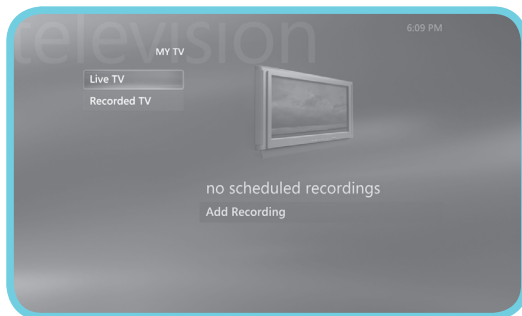 television
6:09 PM
MY TV
Live TV
Recorded TV
no scheduled recordings
Add Recording